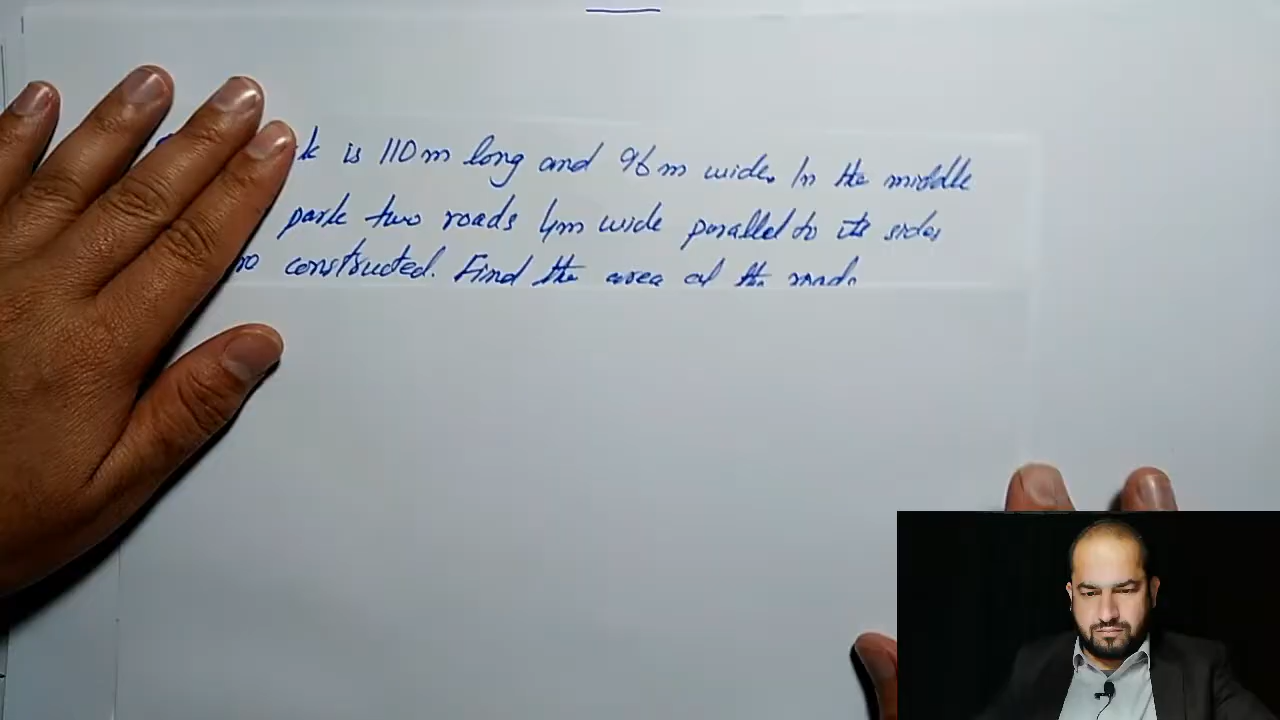 is 110m long and 96m wide. In the middle
park two roads 4m wide parallel to its sides
constructed. Find the area of the roads